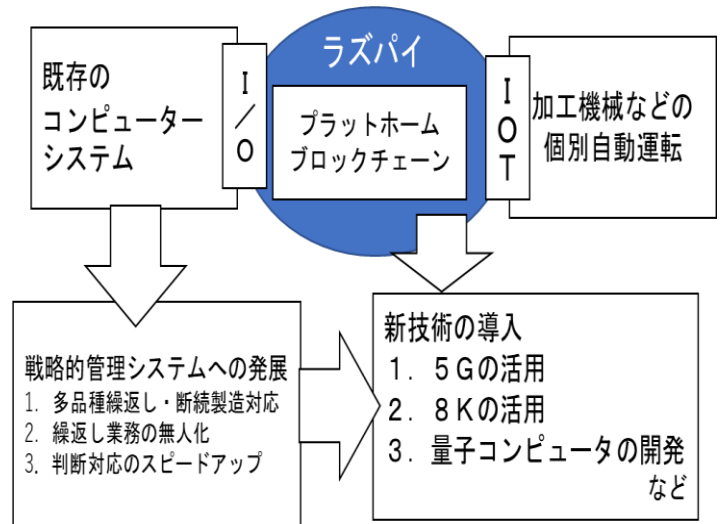 ラズパイ
既存の
コンピューター
システム
I/O
プラットホーム
ブロックチェーン
IOT
加工機械などの
個別自動運転
戦略的管理システムへの発展
1. 多品種繰返し・断続製造対応
2. 繰返し業務の無人化
3. 判断対応のスピードアップ
新技術の導入
1. 5Gの活用
2. 8Kの活用
3. 量子コンピュータの開発
など